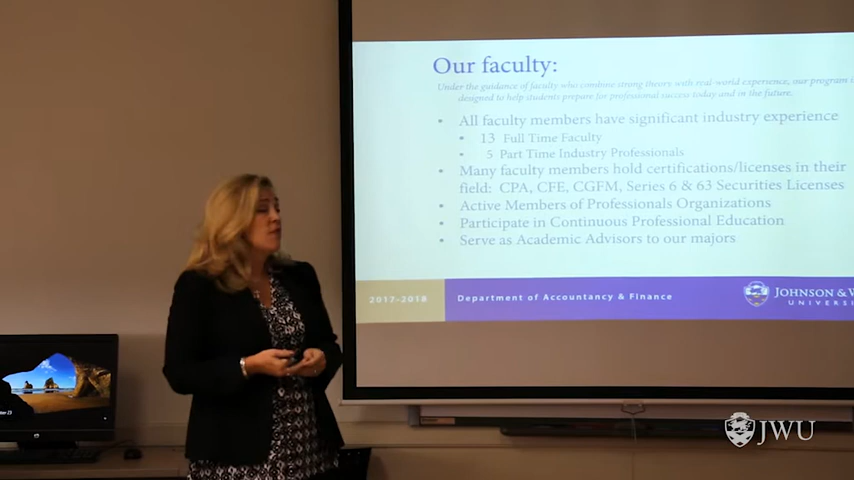 Our faculty:
Under the guidance of faculty who combine strong theory with real-world experience, our program is
designed to help students prepare for professional success today and in the future.
• All faculty members have significant industry experience
• 13 Full Time Faculty
• 5 Part Time Industry Professionals
• Many faculty members hold certifications/licenses in their
field: CPA, CFE, CGFM, Series 6 & 63 Securities Licenses
• Active Members of Professionals Organizations
• Participate in Continuous Professional Education
• Serve as Academic Advisors to our majors
2017-2018
Department of Accountancy & Finance
JOHNSON & W
UNIVERSI
JWU